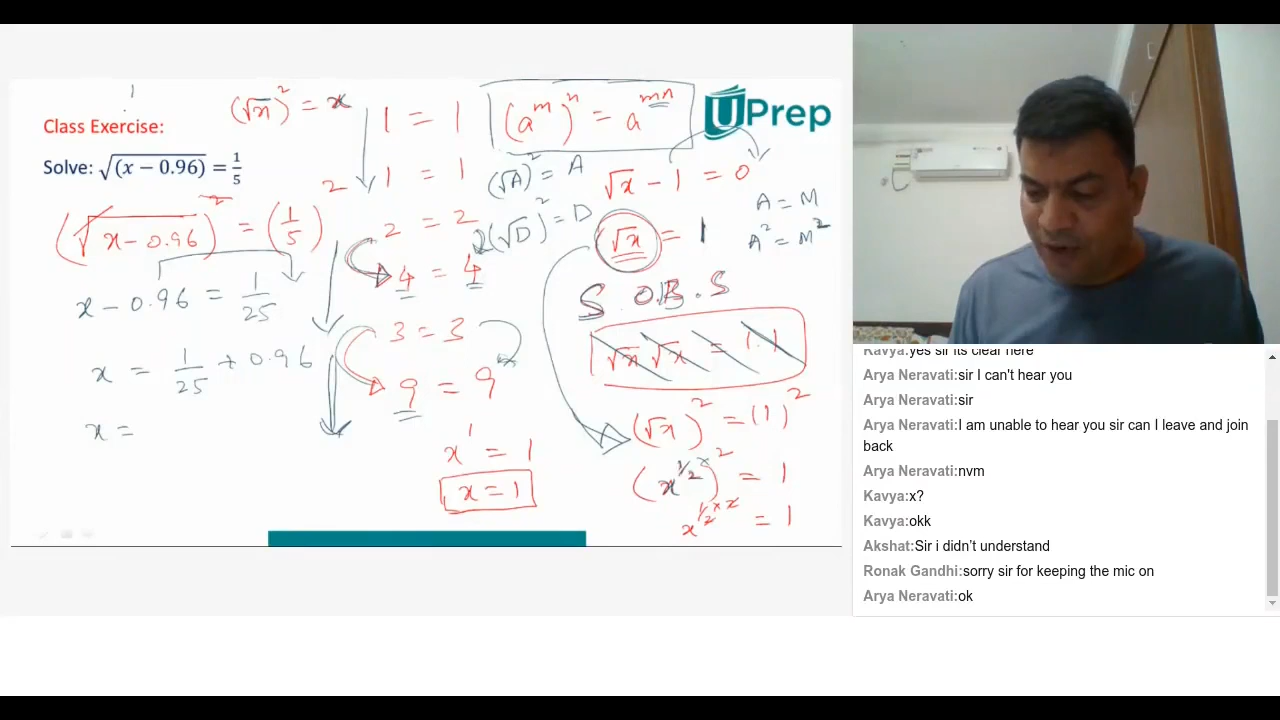 Class Exercise:
Solve: √(x − 0.96) = 1/5
(√x)² = x
(√(x − 0.96))² = (1/5)²
x − 0.96 = 1/25
x = 1/25 + 0.96
x =
1 = 1
2 1 = 1
2 = 2
4 = 4
3 = 3
9 = 9
x¹ = 1
x = 1
(aᵐ)ⁿ = aᵐⁿ
(√A)² = A
2(√D)² = D
UPrep
√x − 1 = 0
√x = 1
A = M
A² = M²
S.O.B.S
√x √x = 1.1
(√x)² = (1)²
(x^1/2)^2 = 1
x^1/2×2 = 1
Kavya:yes sir its clear here
Arya Neravati:sir I can't hear you
Arya Neravati:sir
Arya Neravati:I am unable to hear you sir can I leave and join
back
Arya Neravati:nvm
Kavya:x?
Kavya:okk
Akshat:Sir i didn't understand
Ronak Gandhi:sorry sir for keeping the mic on
Arya Neravati:ok